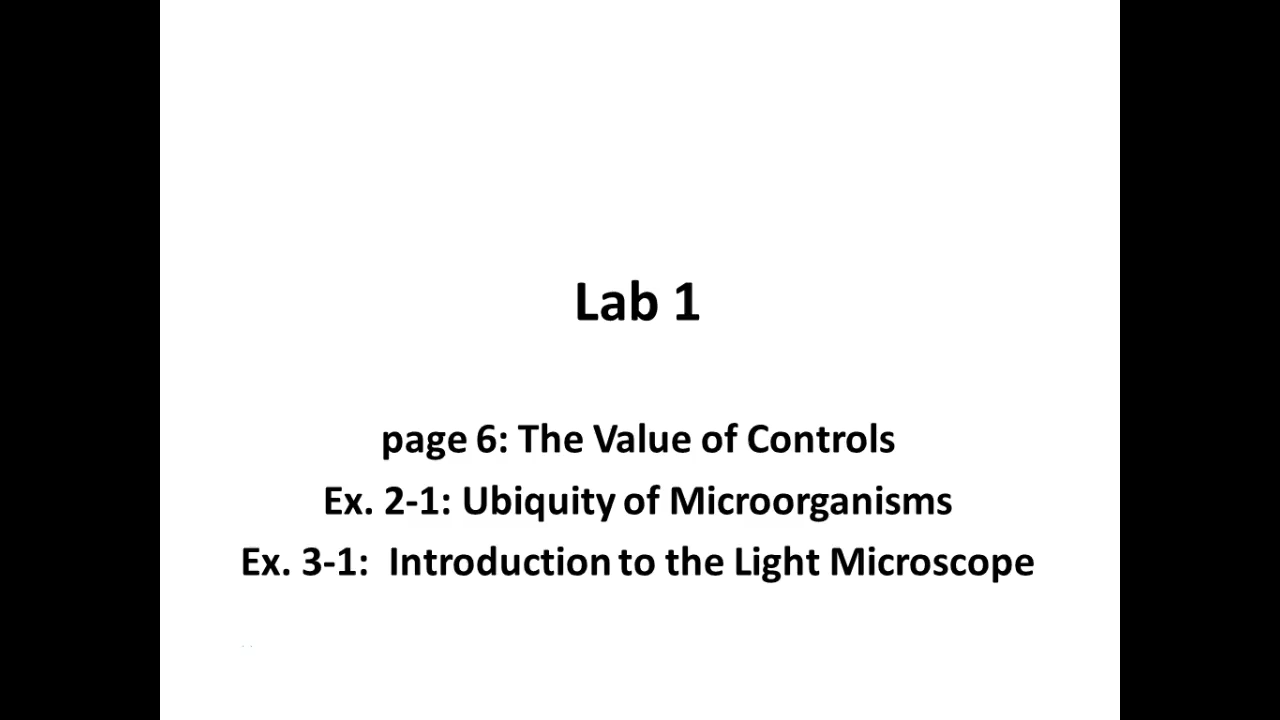 Lab 1
page 6: The Value of Controls
Ex. 2-1: Ubiquity of Microorganisms
Ex. 3-1:  Introduction to the Light Microscope